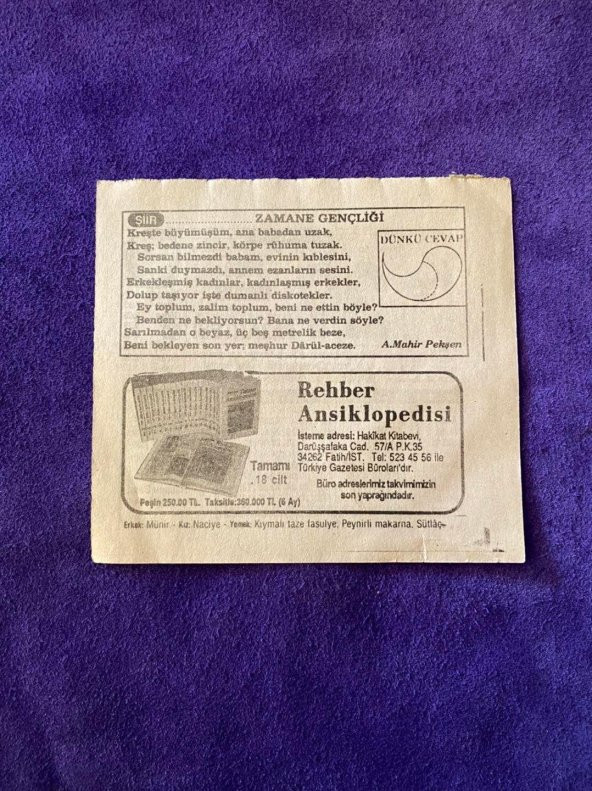 ŞİİR ZAMANE GENÇLİĞİ
Kreşte büyümüşüm, ana babadan uzak,
Kreş; bedene zincir, körpe rûhuma tuzak.
Sorsan bilmezdi babam, evinin kıblesini,
Sanki duymazdı, annem ezanların sesini.
Erkekleşmiş kadınlar, kadınlaşmış erkekler,
Dolup taşıyor işte dumanlı diskotekler.
Ey toplum, zalim toplum, beni ne ettin böyle?
Benden ne bekliyorsun? Bana ne verdin söyle?
Sarılmadan o beyaz, üç beş metrelik beze,
Beni bekleyen son yer; meşhur Dârül-aceze.
A.Mahir Pekşen
DÜNKÜ CEVAP
Rehber
Ansiklopedisi
İsteme adresi: Hakîkat Kitabevi,
Darüşşafaka Cad. 57/A P.K.35
34262 Fatih/İST. Tel: 523 45 56 ile
Türkiye Gazetesi Büroları'dır.
Büro adreslerimiz takvimimizin
son yaprağındadır.
Tamamı
18 cilt
Peşin 250.00 TL. Taksitle:360.000 TL (6 Ay)
Erkek: Münir - Kız: Naciye - Yemek: Kıymalı taze fasulye, Peynirli makarna, Sütlâç